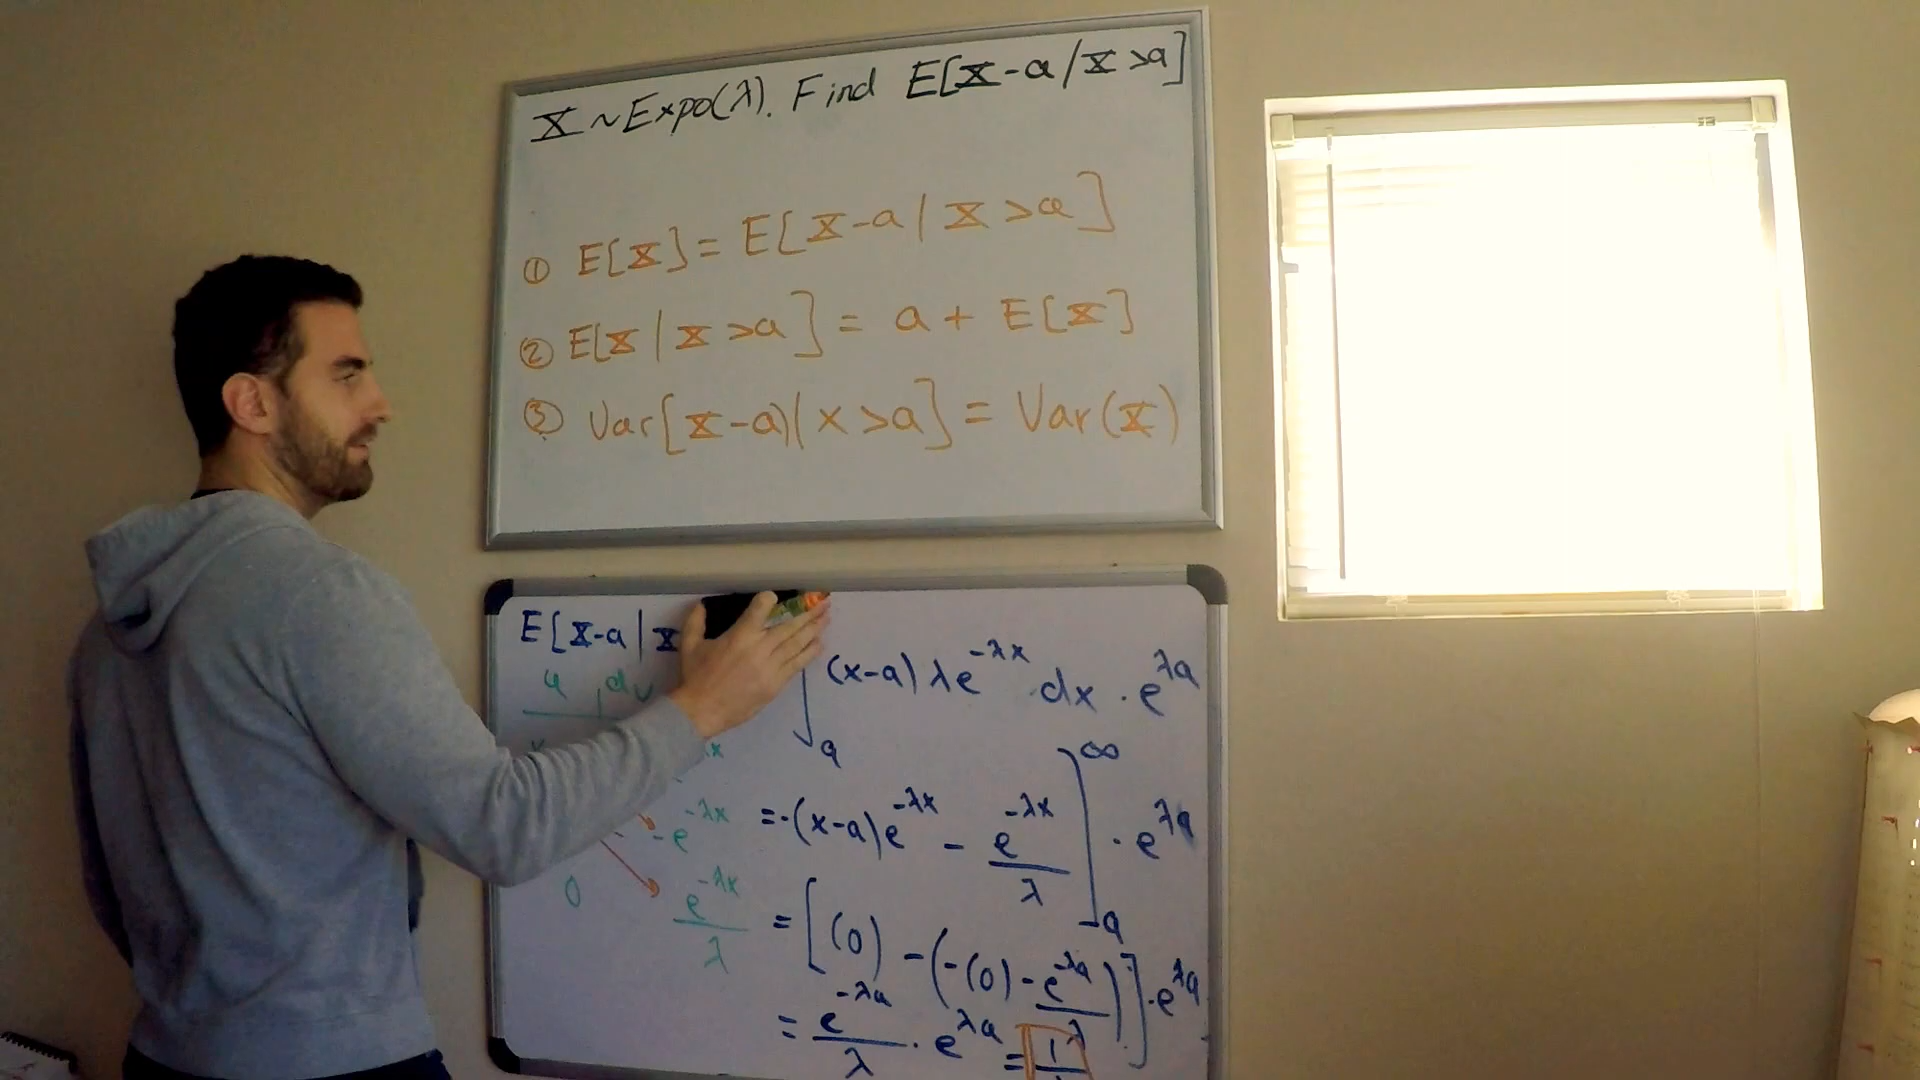 X ~ Expo(λ). Find E[X-a/X>a]
① E[X] = E[X-a | X>a]
② E[X | X>a] = a + E[X]
③ Var[X-a)(x>a] = Var(X)
E[X-a | X
∫ₐ (x-a) λe^{-λx} dx · e^{λa}
u | dv
= -(x-a)e^{-λx} - e^{-λx}/λ ]ₐ^∞ · e^{λa}
-e^{-λx}
0
e^{-λx}/λ
= [(0) - (-(0) - e^{-λa}/λ)] · e^{λa}
= e^{-λa}/λ · e^{λa} = 1